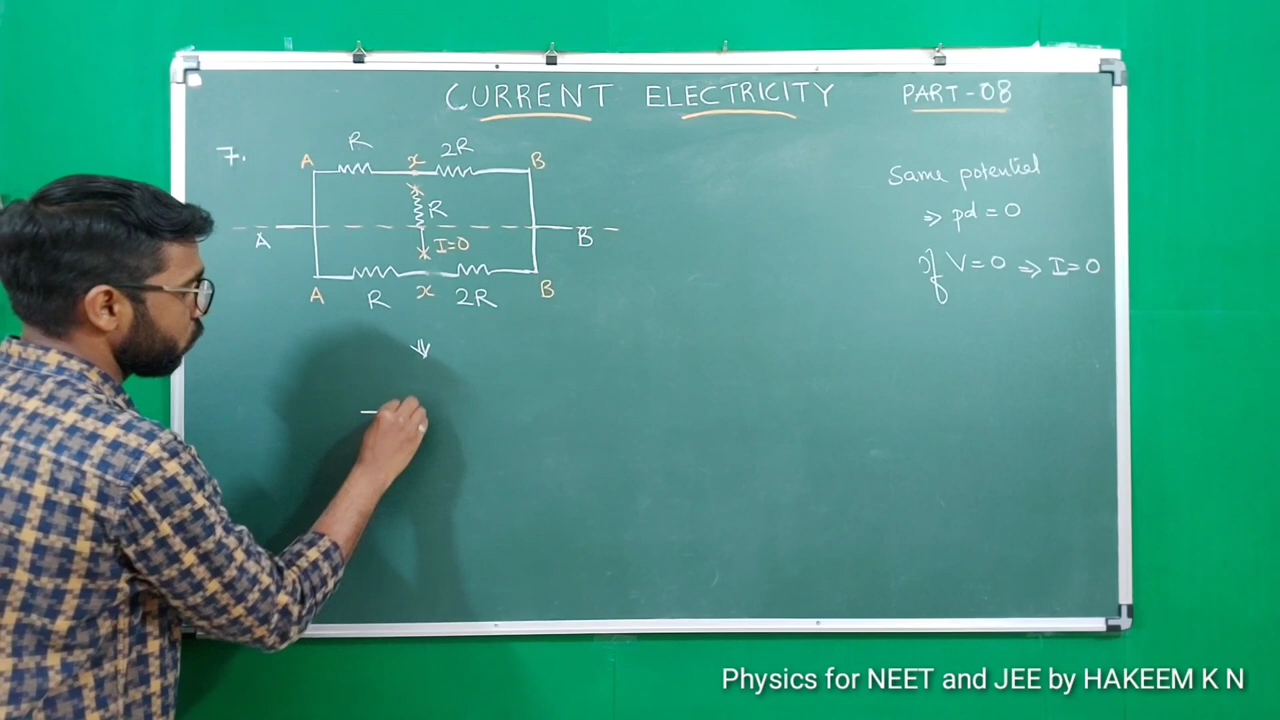 CURRENT ELECTRICITY PART-08
7.
R
2R
A x B
R
A B
I=0
A R x 2R B
Same potential
⇒ pd = 0
If V=0 ⇒ I=0
Physics for NEET and JEE by HAKEEM K N